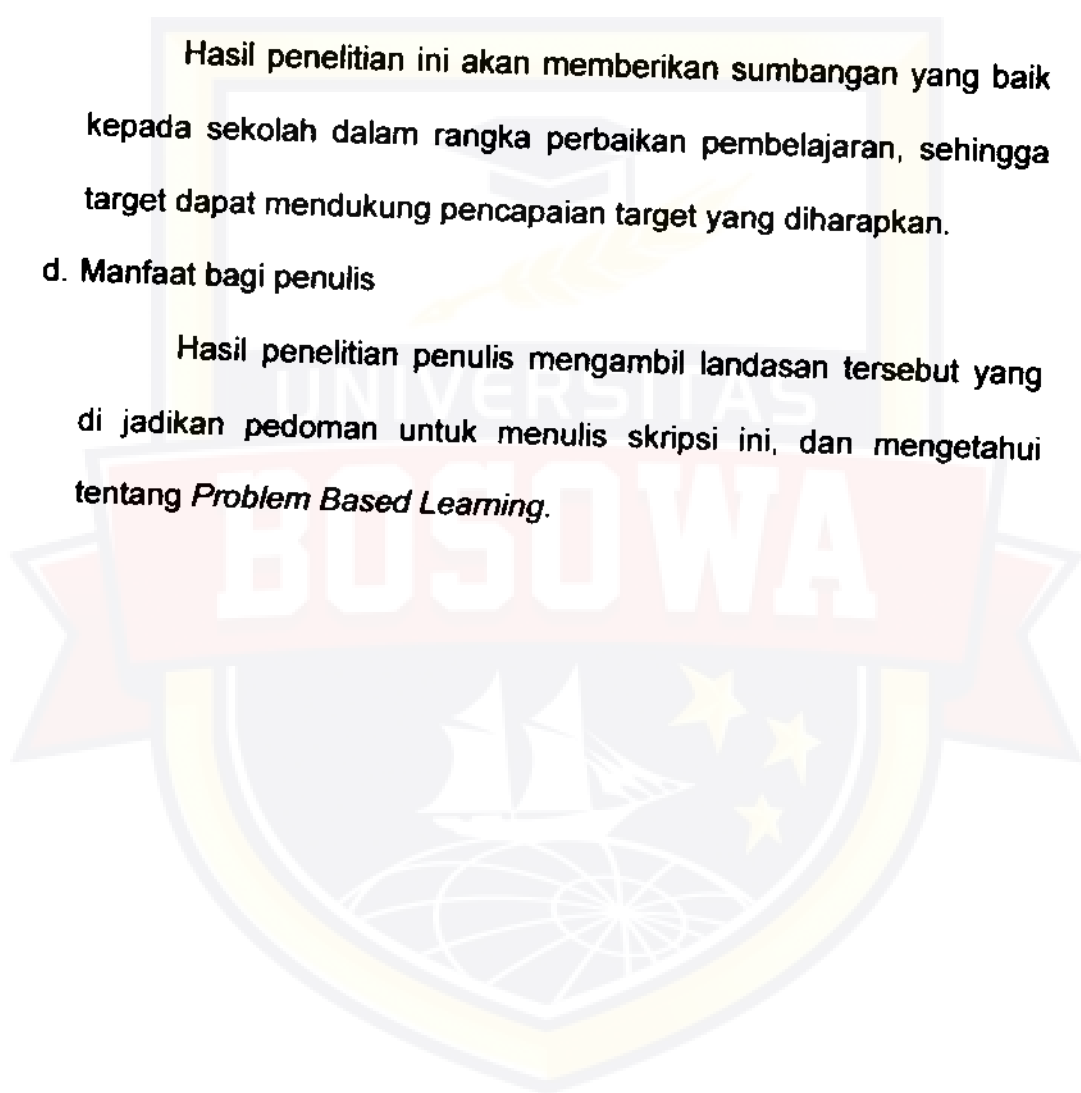 Hasil penelitian ini akan memberikan sumbangan yang baik
kepada sekolah dalam rangka perbaikan pembelajaran, sehingga
target dapat mendukung pencapaian target yang diharapkan.
d. Manfaat bagi penulis
Hasil penelitian penulis mengambil landasan tersebut yang
di jadikan pedoman untuk menulis skripsi ini, dan mengetahui
tentang Problem Based Learning.
UNIVERSITAS
BOSOWA